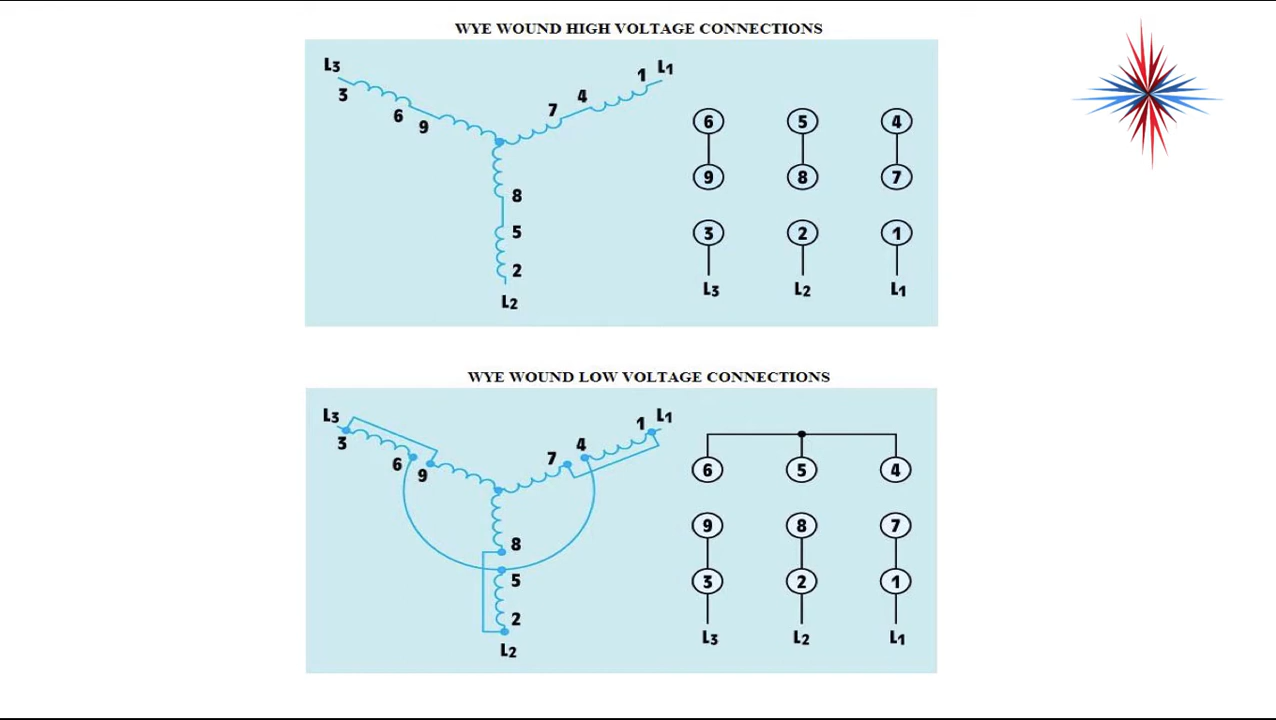 WYE WOUND HIGH VOLTAGE CONNECTIONS
L3
3
6
9
7
4
1
L1
8
5
2
L2
6 5 4
9 8 7
3 2 1
L3 L2 L1
WYE WOUND LOW VOLTAGE CONNECTIONS
L3
3
6
9
7
4
1
L1
8
5
2
L2
6 5 4
9 8 7
3 2 1
L3 L2 L1